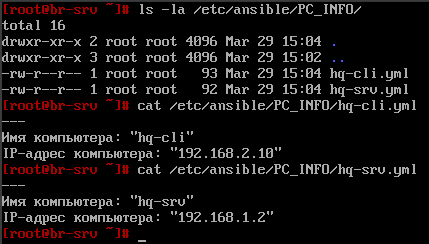 [root@br-srv ~]# ls -la /etc/ansible/PC_INFO/
total 16
drwxr-xr-x 2 root root 4096 Mar 29 15:04 .
drwxr-xr-x 3 root root 4096 Mar 29 15:02 ..
-rw-r--r-- 1 root root   93 Mar 29 15:04 hq-cli.yml
-rw-r--r-- 1 root root   92 Mar 29 15:04 hq-srv.yml
[root@br-srv ~]# cat /etc/ansible/PC_INFO/hq-cli.yml
---
Имя компьютера: "hq-cli"
IP-адрес компьютера: "192.168.2.10"
[root@br-srv ~]# cat /etc/ansible/PC_INFO/hq-srv.yml
---
Имя компьютера: "hq-srv"
IP-адрес компьютера: "192.168.1.2"
[root@br-srv ~]# _